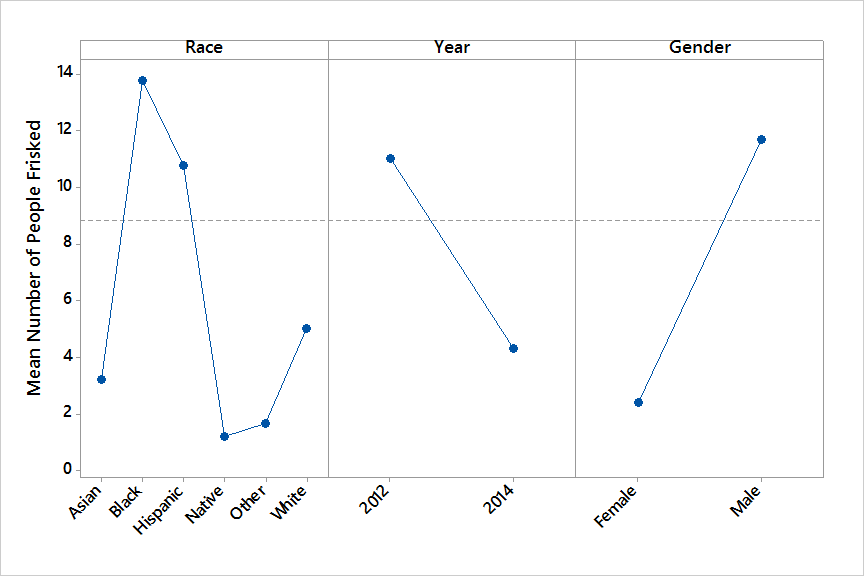 Race Year Gender
Mean Number of People Frisked
14
12
10
8
6
4
2
0
Asian Black Hispanic Native Other White 2012 2014 Female Male